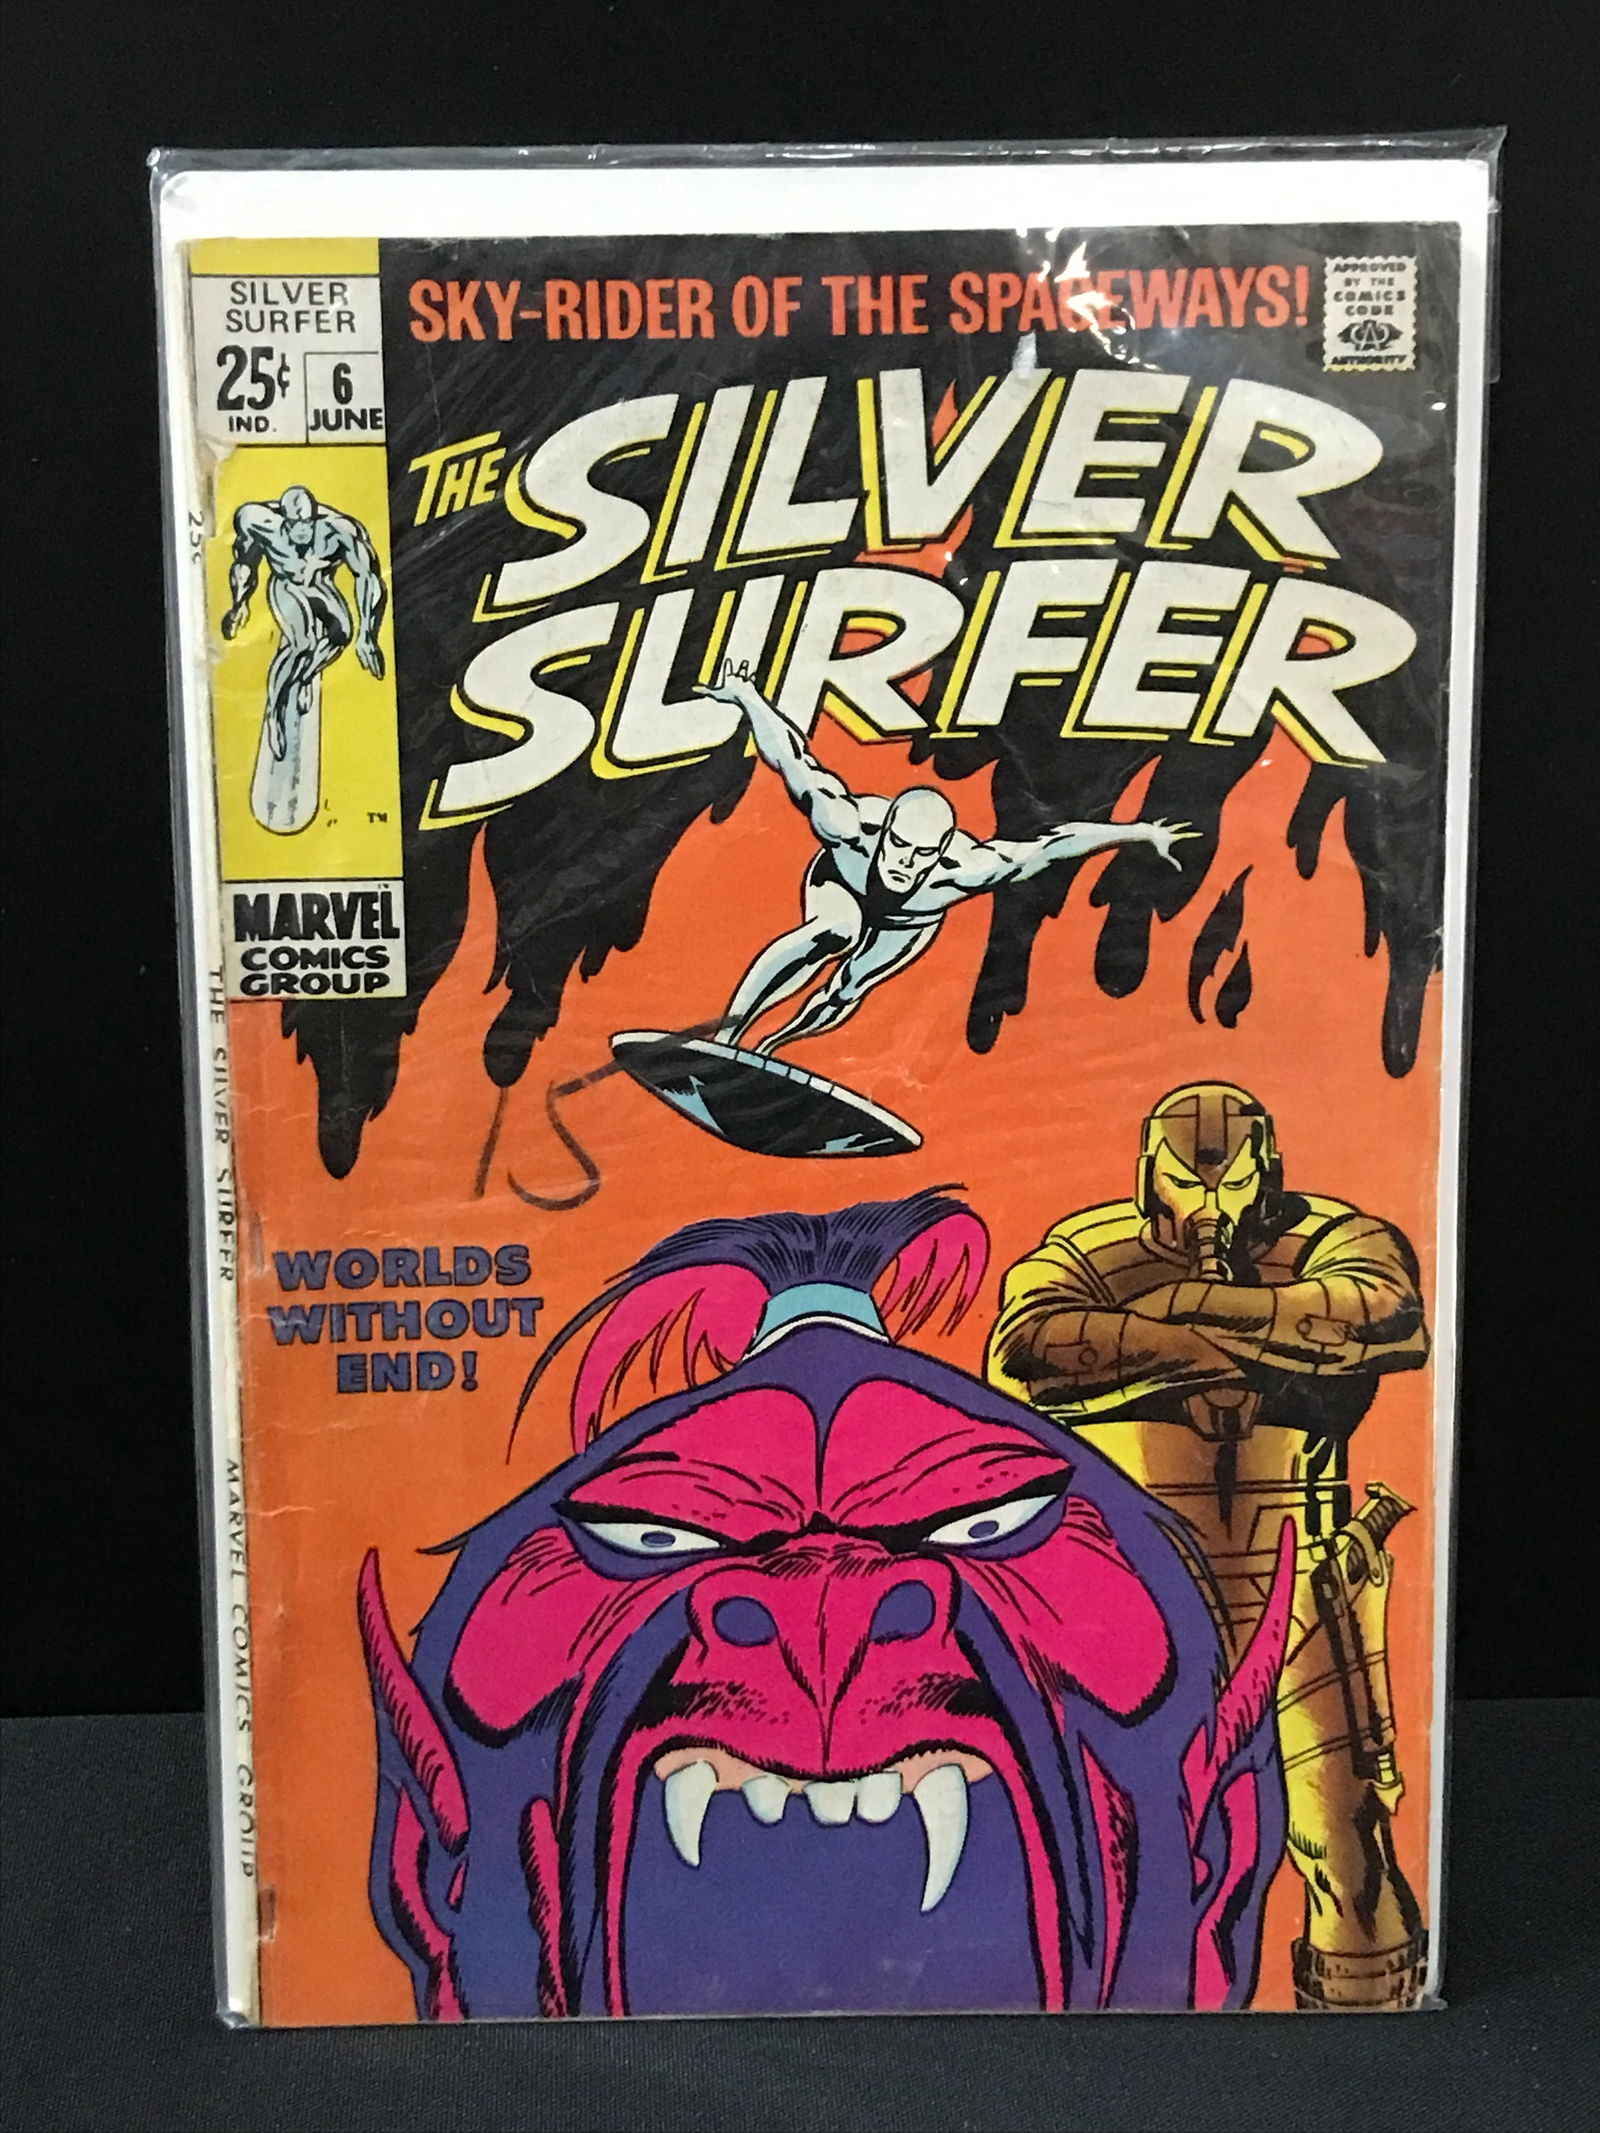 SKY-RIDER OF THE SPACEWAYS!
APPROVED
BY THE
COMICS
CODE
AUTHORITY
SILVER
SURFER
25¢
IND.
6
JUNE
THE SILVER
SURFER
TM
MARVEL
COMICS
GROUP
15
WORLDS
WITHOUT
END!
25¢
THE SILVER SURFER
MARVEL COMICS GROUP